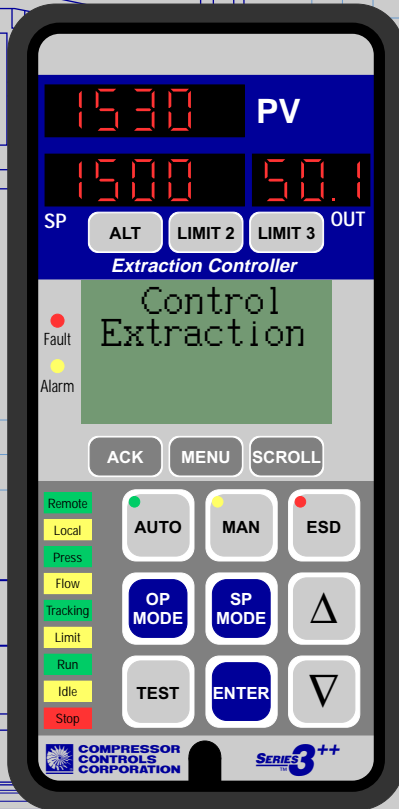 1530 PV
1500 50.1
SP ALT LIMIT 2 LIMIT 3 OUT
Extraction Controller
Control
Extraction
Fault
Alarm
ACK MENU SCROLL
Remote
Local
Press
Flow
Tracking
Limit
Run
Idle
Stop
AUTO MAN ESD
OP MODE SP MODE Δ
TEST ENTER ∇
COMPRESSOR
CONTROLS
CORPORATION
SERIES 3++
TM